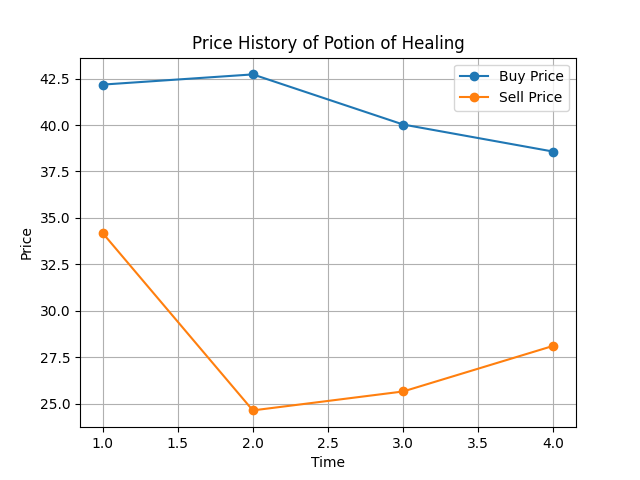 Price History of Potion of Healing
Buy Price
Sell Price
42.5
40.0
37.5
35.0
32.5
30.0
27.5
25.0
Price
1.0 1.5 2.0 2.5 3.0 3.5 4.0
Time